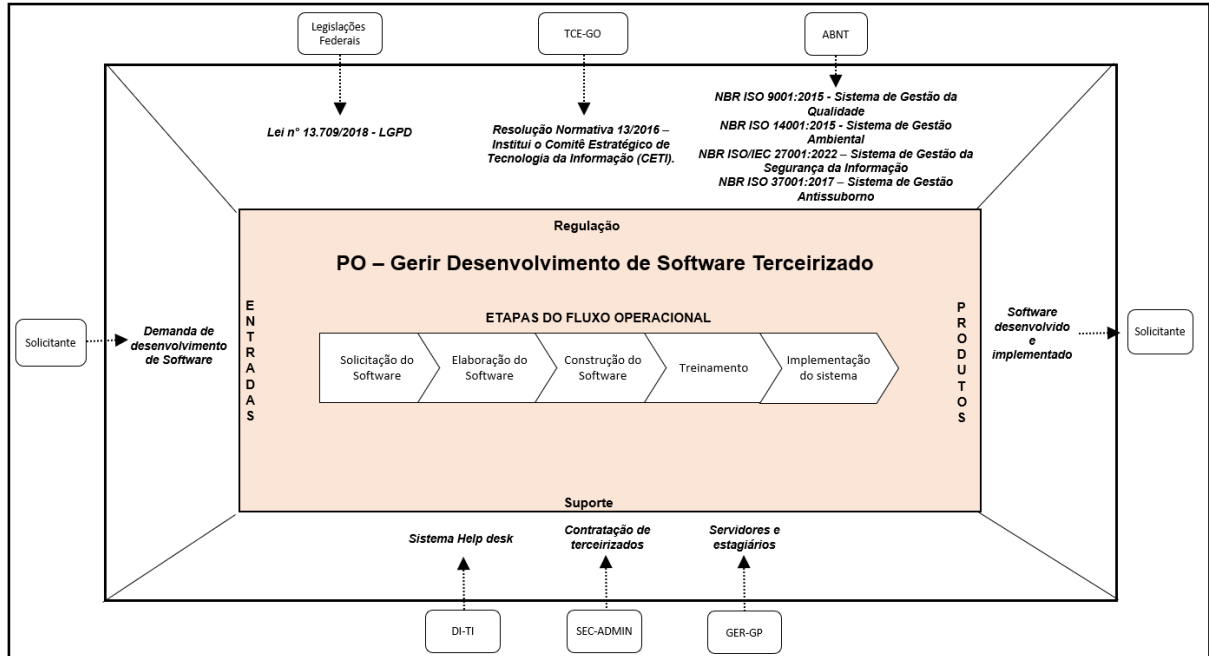 Legislações
Federais
TCE-GO
ABNT
Lei n° 13.709/2018 - LGPD
Resolução Normativa 13/2016 –
Institui o Comitê Estratégico de
Tecnologia da Informação (CETI).
NBR ISO 9001:2015 - Sistema de Gestão da
Qualidade
NBR ISO 14001:2015 - Sistema de Gestão
Ambiental
NBR ISO/IEC 27001:2022 – Sistema de Gestão da
Segurança da Informação
NBR ISO 37001:2017 – Sistema de Gestão
Antissuborno
Regulação
PO – Gerir Desenvolvimento de Software Terceirizado
Solicitante
Demanda de
desenvolvimento
de Software
ENTRADAS
ETAPAS DO FLUXO OPERACIONAL
Solicitação do
Software
Elaboração do
Software
Construção do
Software
Treinamento
Implementação
do sistema
PRODUTOS
Software
desenvolvido
e
implementado
Solicitante
Suporte
Sistema Help desk
Contratação de
terceirizados
Servidores e
estagiários
DI-TI
SEC-ADMIN
GER-GP